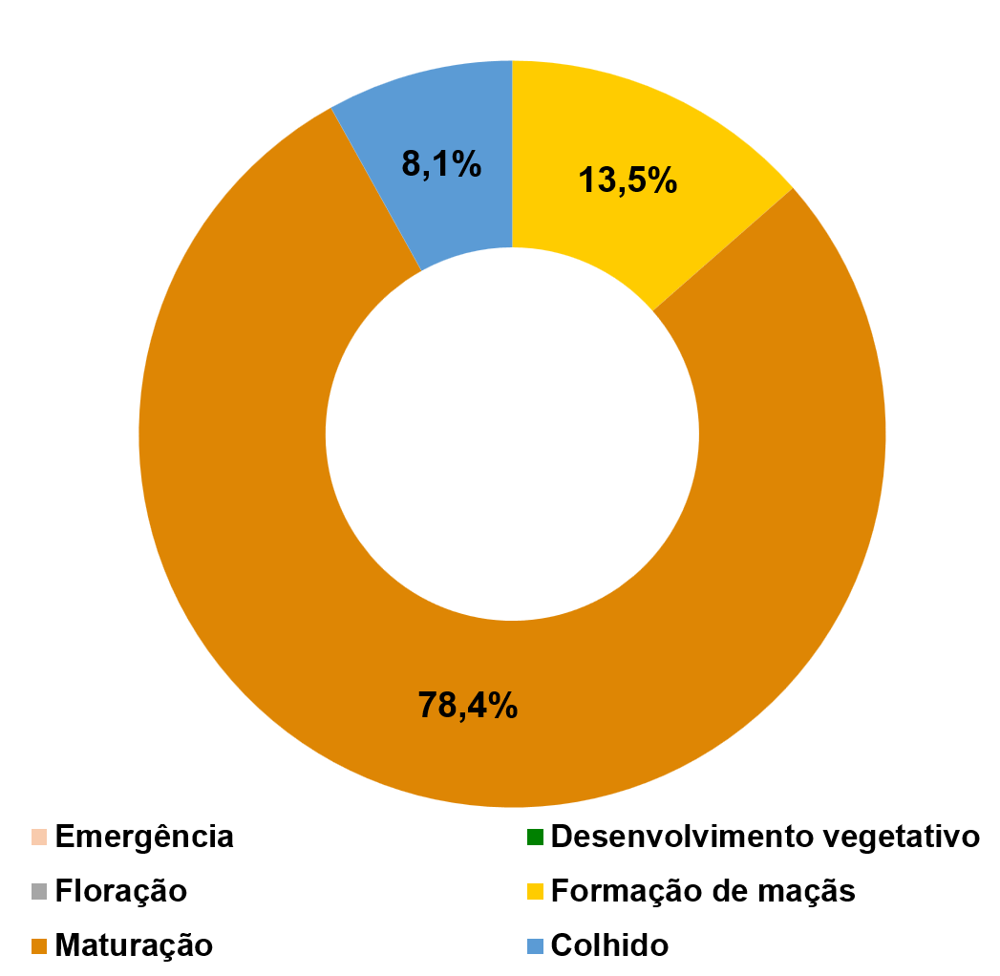 8,1%
13,5%
78,4%
Emergência
Desenvolvimento vegetativo
Floração
Formação de maçãs
Maturação
Colhido